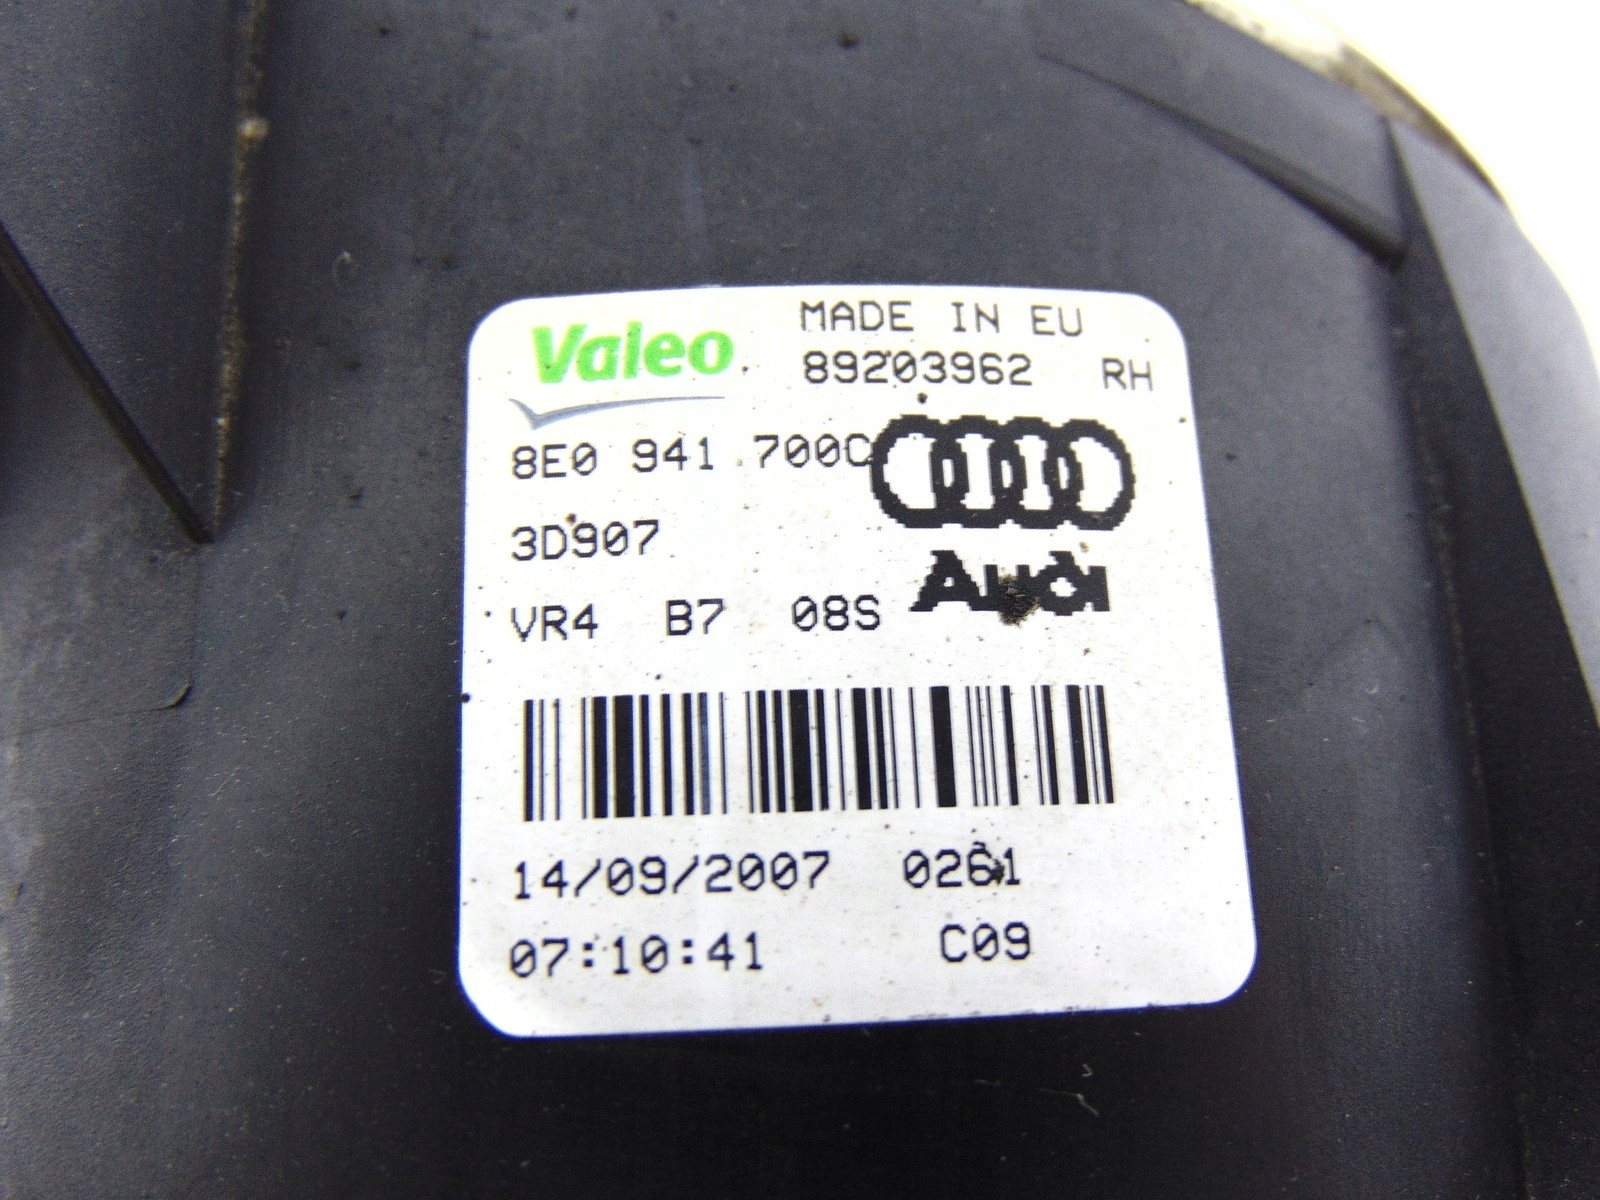 Valeo MADE IN EU
89203962 RH
8E0 941 700C
3D907
Audi
VR4 B7 08S
14/09/2007 0261
07:10:41 C09